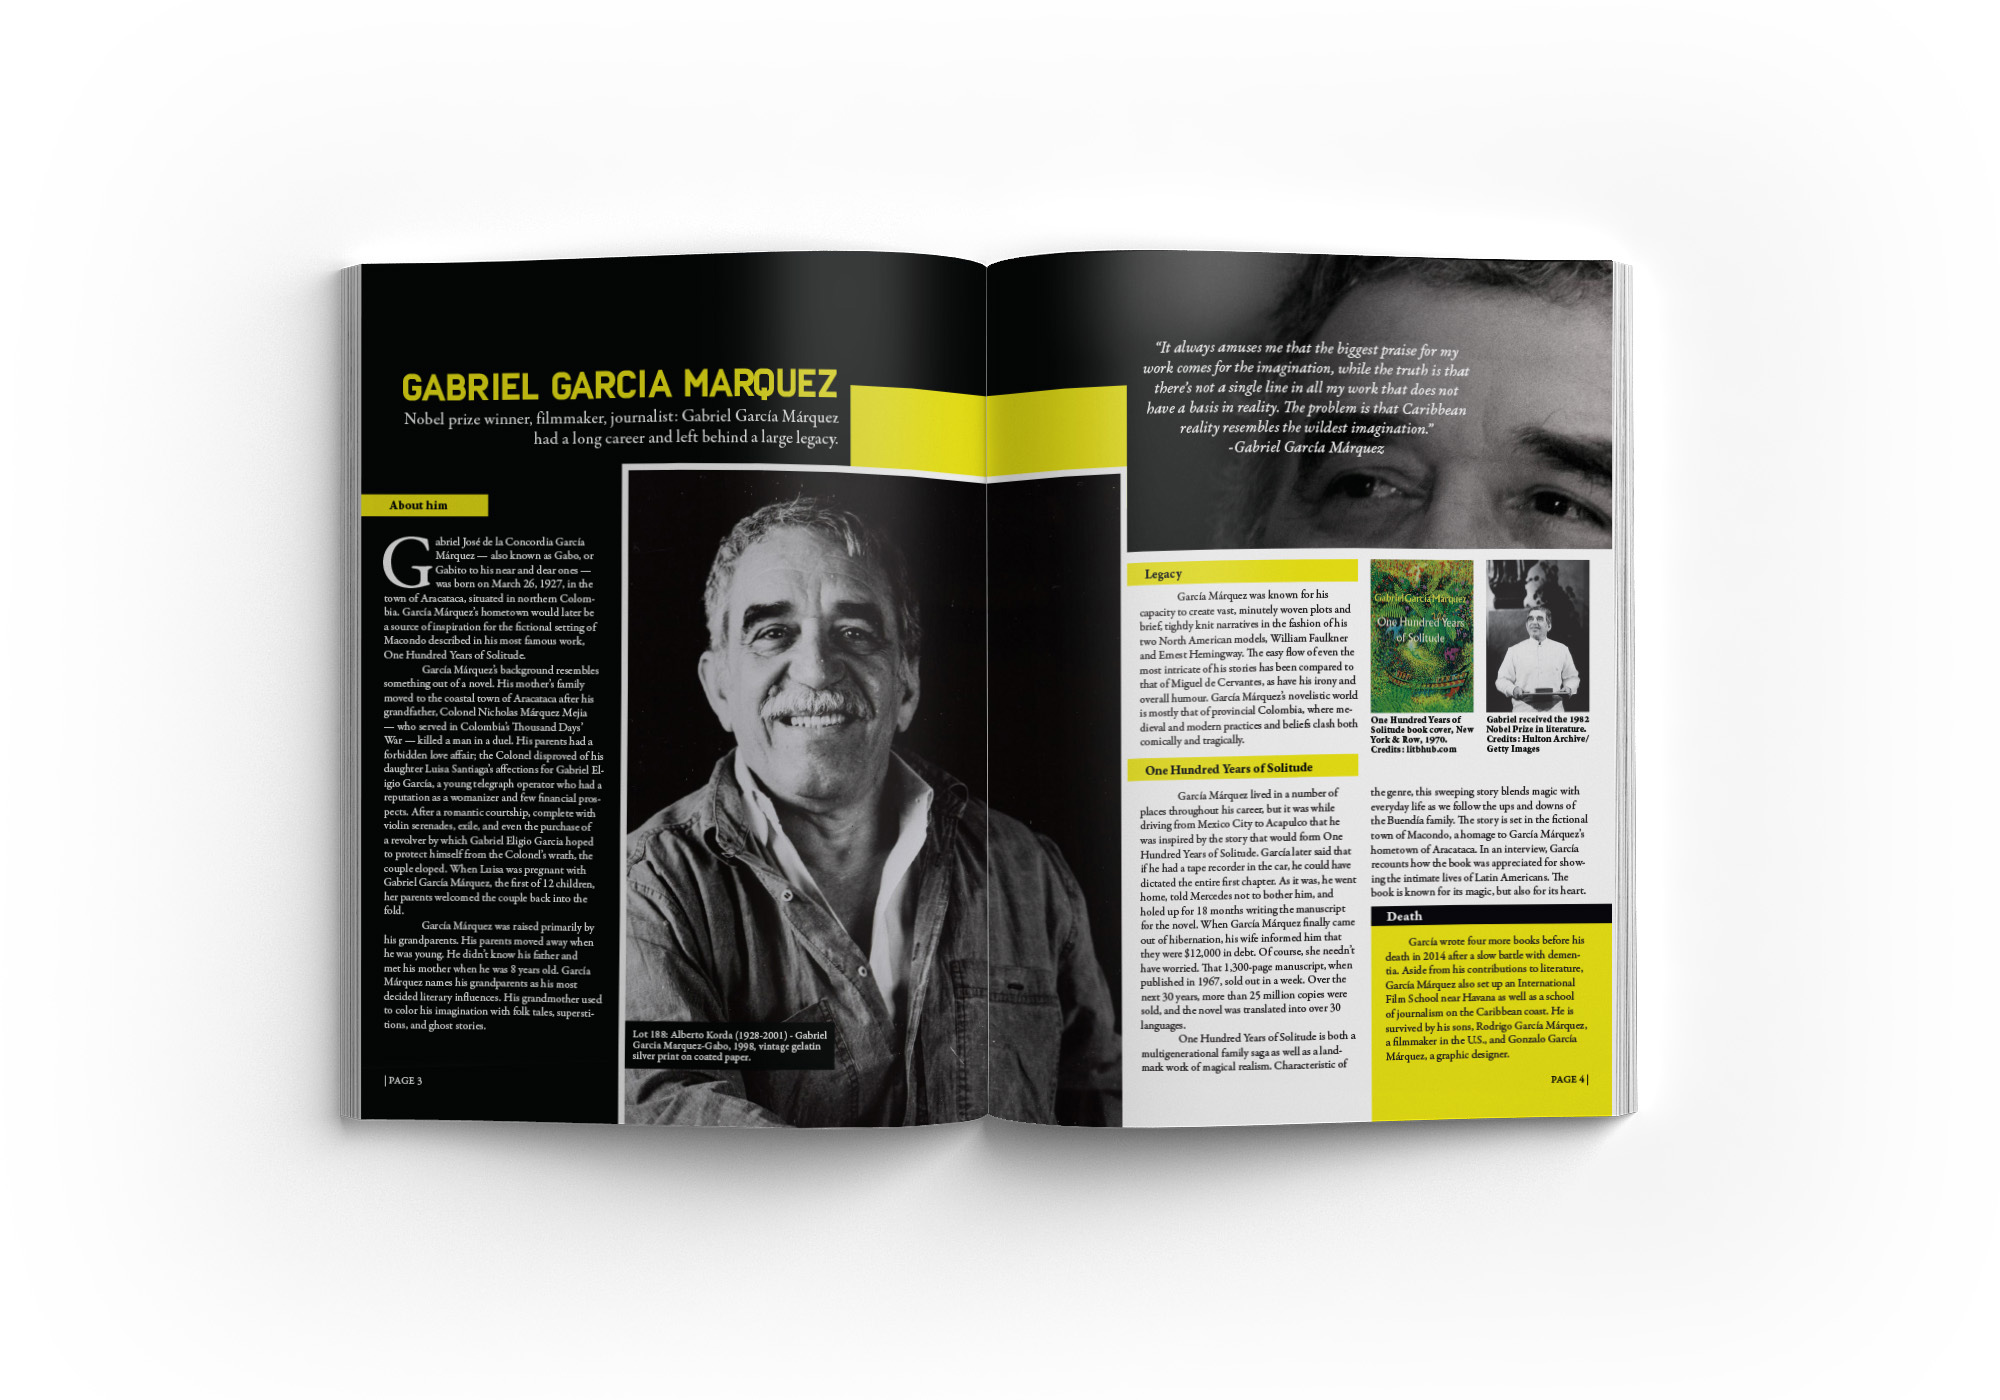 GABRIEL GARCIA MARQUEZ
Nobel prize winner, filmmaker, journalist: Gabriel García Márquez
had a long career and left behind a large legacy.
About him
Gabriel José de la Concordia García
Márquez — also known as Gabo, or
Gabito to his near and dear ones —
was born on March 26, 1927, in the
town of Aracataca, situated in northern Colom-
bia. García Márquez's hometown would later be
a source of inspiration for the fictional setting of
Macondo described in his most famous work,
One Hundred Years of Solitude.
García Márquez's background resembles
something out of a novel. His mother's family
moved to the coastal town of Aracataca after his
grandfather, Colonel Nicholas Márquez Mejia
— who served in Colombia's Thousand Days'
War — killed a man in a duel. His parents had a
forbidden love affair; the Colonel disproved of his
daughter Luisa Santiaga's affections for Gabriel El-
igio García, a young telegraph operator who had a
reputation as a womanizer and few financial pros-
pects. After a romantic courtship, complete with
violin serenades, exile, and even the purchase of
a revolver by which Gabriel Eligio Garcia hoped
to protect himself from the Colonel's wrath, the
couple eloped. When Luisa was pregnant with
Gabriel García Márquez, the first of 12 children,
her parents welcomed the couple back into the
fold.
García Márquez was raised primarily by
his grandparents. His parents moved away when
he was young. He didn't know his father and
met his mother when he was 8 years old. García
Márquez names his grandparents as his most
decided literary influences. His grandmother used
to color his imagination with folk tales, supersti-
tions, and ghost stories.
| PAGE 3
Lot 188: Alberto Korda (1928-2001) - Gabriel
Garcia Marquez-Gabo, 1998, vintage gelatin
silver print on coated paper.
“It always amuses me that the biggest praise for my
work comes for the imagination, while the truth is that
there's not a single line in all my work that does not
have a basis in reality. The problem is that Caribbean
reality resembles the wildest imagination.”
-Gabriel García Márquez
Legacy
García Márquez was known for his
capacity to create vast, minutely woven plots and
brief, tightly knit narratives in the fashion of his
two North American models, William Faulkner
and Ernest Hemingway. The easy flow of even the
most intricate of his stories has been compared to
that of Miguel de Cervantes, as have his irony and
overall humour. García Márquez's novelistic world
is mostly that of provincial Colombia, where me-
dieval and modern practices and beliefs clash both
comically and tragically.
One Hundred Years of Solitude
García Márquez lived in a number of
places throughout his career, but it was while
driving from Mexico City to Acapulco that he
was inspired by the story that would form One
Hundred Years of Solitude. García later said that
if he had a tape recorder in the car, he could have
dictated the entire first chapter. As it was, he went
home, told Mercedes not to bother him, and
holed up for 18 months writing the manuscript
for the novel. When García Márquez finally came
out of hibernation, his wife informed him that
they were $12,000 in debt. Of course, she needn't
have worried. That 1,300-page manuscript, when
published in 1967, sold out in a week. Over the
next 30 years, more than 25 million copies were
sold, and the novel was translated into over 30
languages.
One Hundred Years of Solitude is both a
multigenerational family saga as well as a land-
mark work of magical realism. Characteristic of
Gabriel García Márquez
One Hundred Years
of Solitude
One Hundred Years of
Solitude book cover, New
York & Row, 1970.
Credits: litbhub.com
Gabriel received the 1982
Nobel Prize in literature.
Credits: Hulton Archive/
Getty Images
the genre, this sweeping story blends magic with
everyday life as we follow the ups and downs of
the Buendía family. The story is set in the fictional
town of Macondo, a homage to García Márquez's
hometown of Aracataca. In an interview, García
recounts how the book was appreciated for show-
ing the intimate lives of Latin Americans. The
book is known for its magic, but also for its heart.
Death
García wrote four more books before his
death in 2014 after a slow battle with demen-
tia. Aside from his contributions to literature,
García Márquez also set up an International
Film School near Havana as well as a school
of journalism on the Caribbean coast. He is
survived by his sons, Rodrigo García Márquez,
a filmmaker in the U.S., and Gonzalo García
Márquez, a graphic designer.
PAGE 4 |